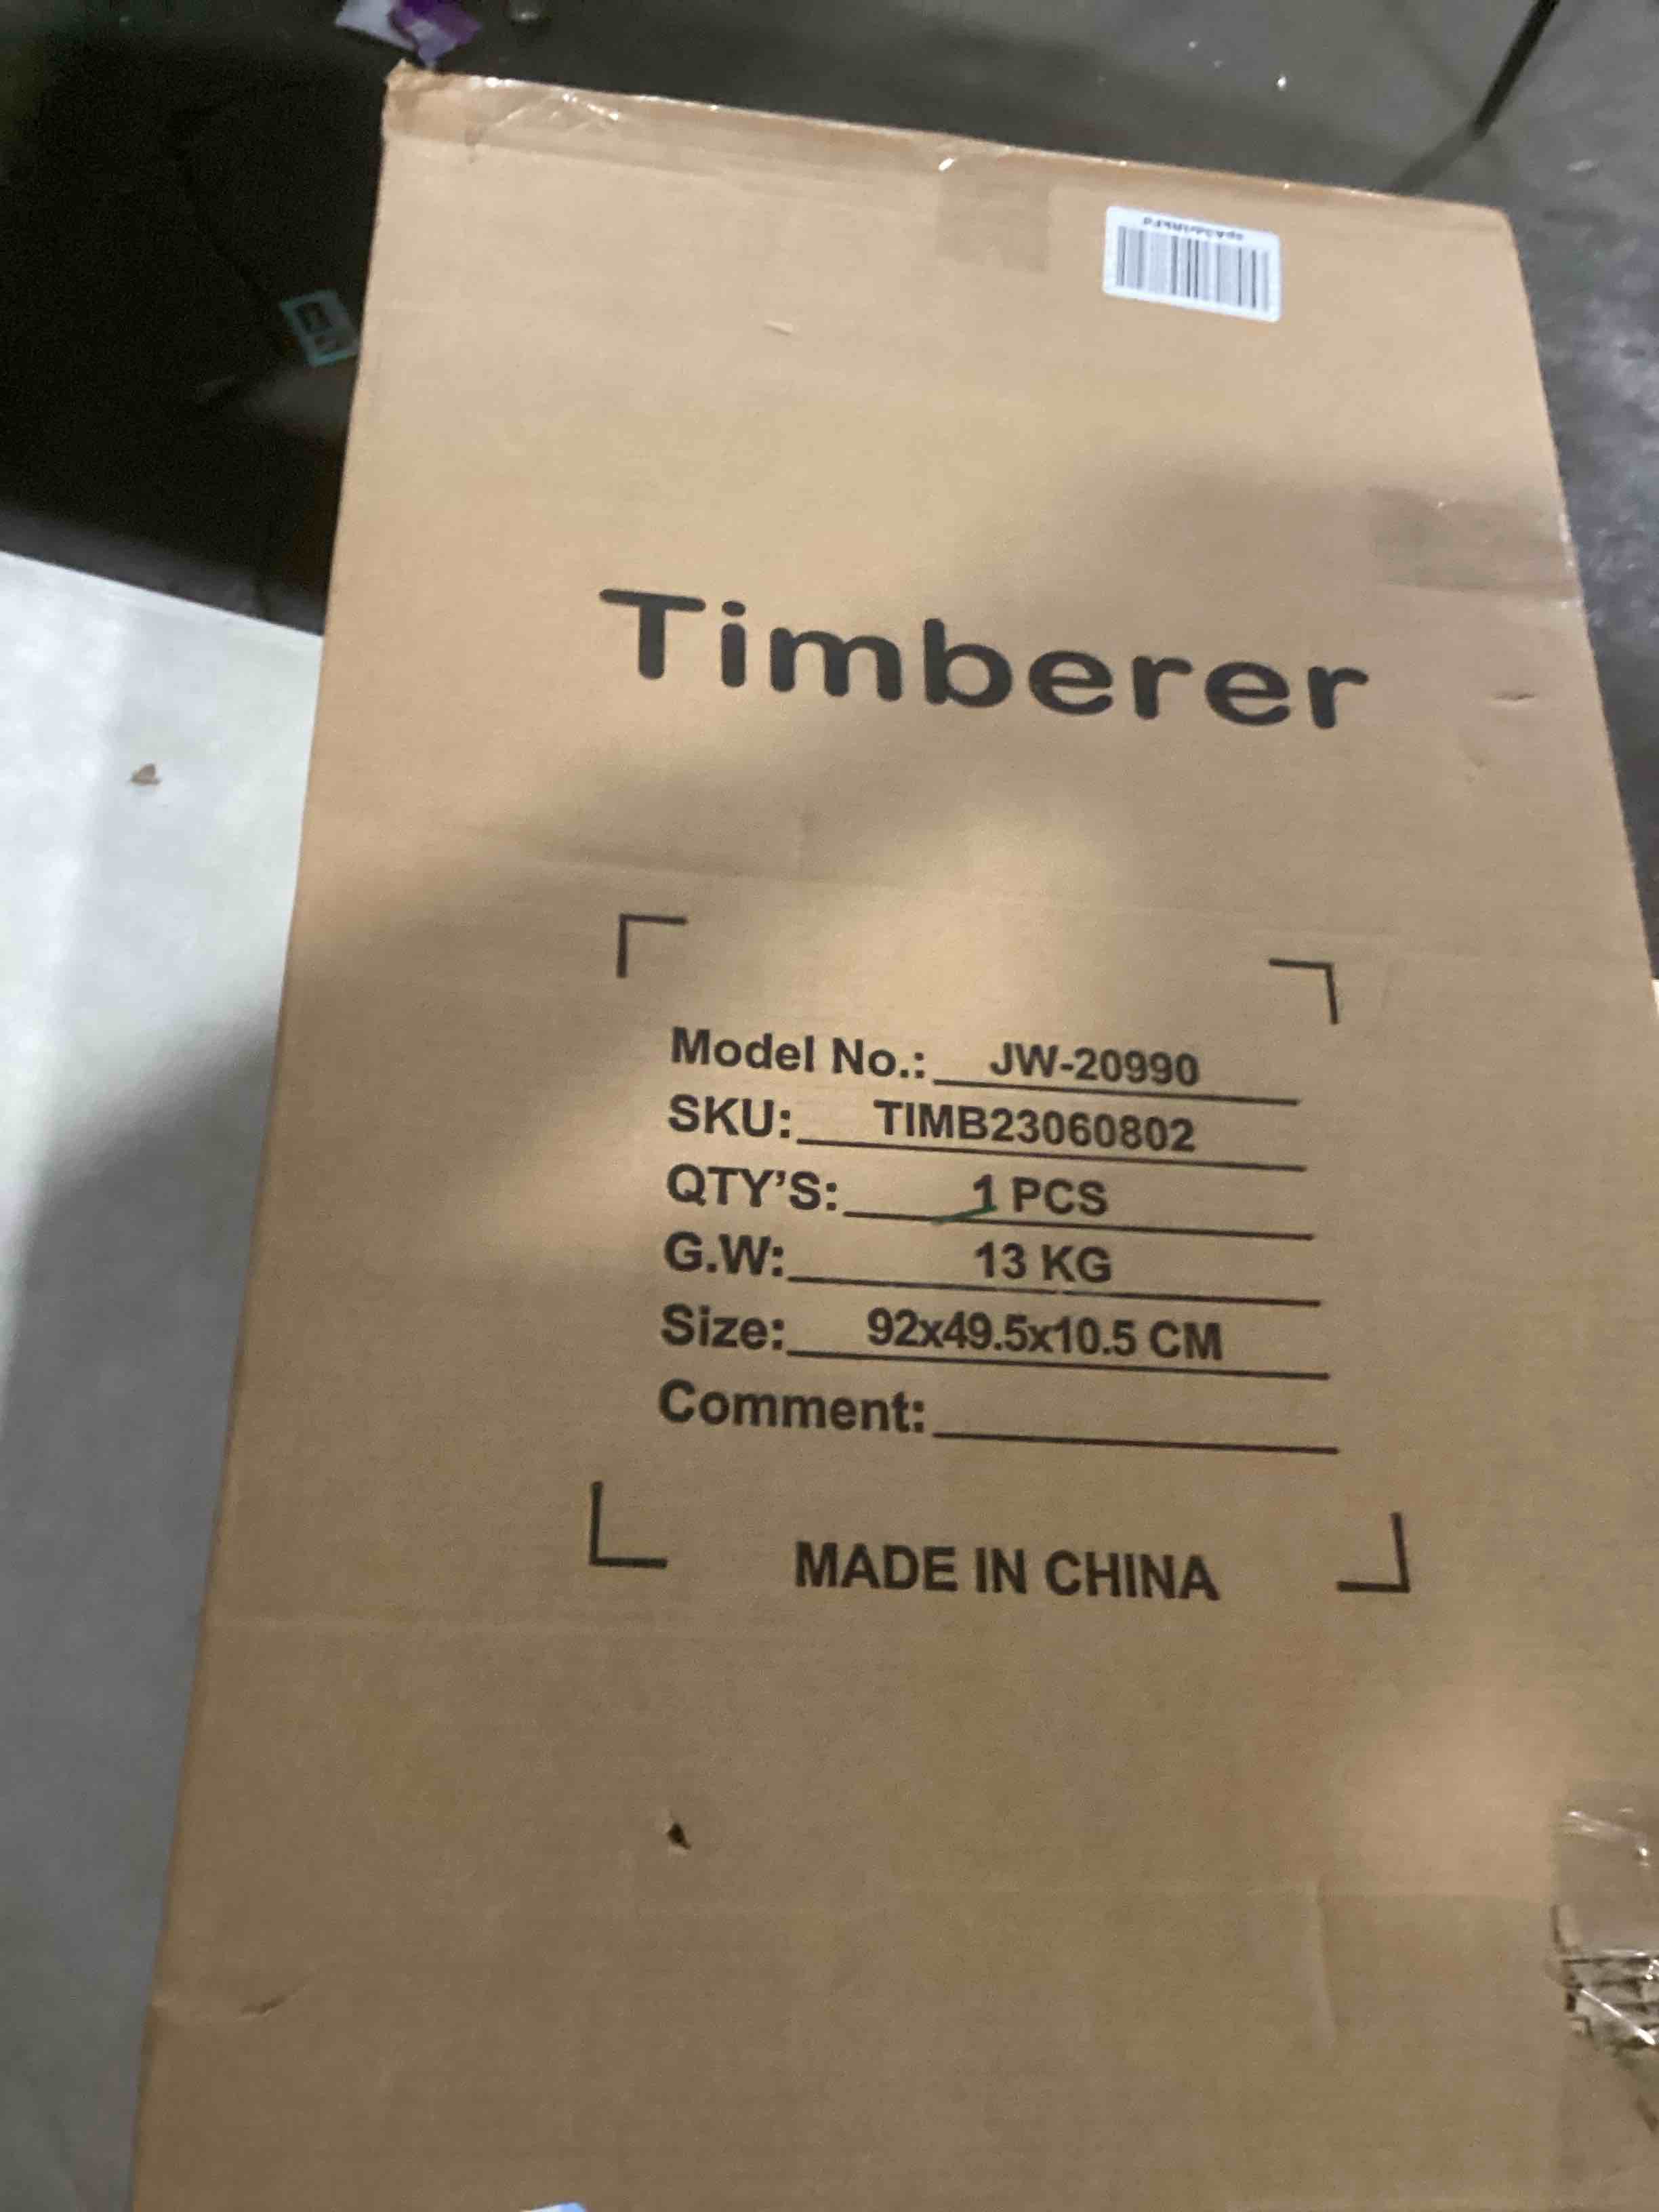 Timberer
Model No.: JW-20990
SKU: TIMB23060802
QTY'S: 1 PCS
G.W: 13 KG
Size: 92x49.5x10.5 CM
Comment:
MADE IN CHINA